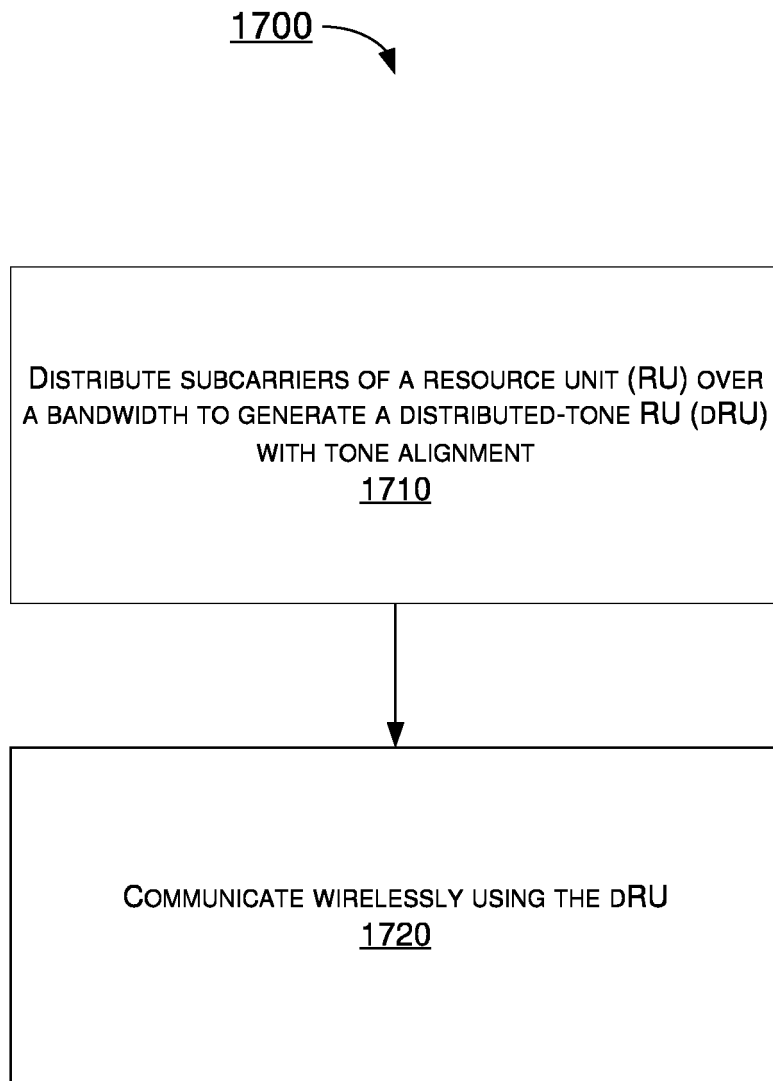 1700
DISTRIBUTE SUBCARRIERS OF A RESOURCE UNIT (RU) OVER
A BANDWIDTH TO GENERATE A DISTRIBUTED-TONE RU (DRU)
WITH TONE ALIGNMENT
1710
COMMUNICATE WIRELESSLY USING THE DRU
1720